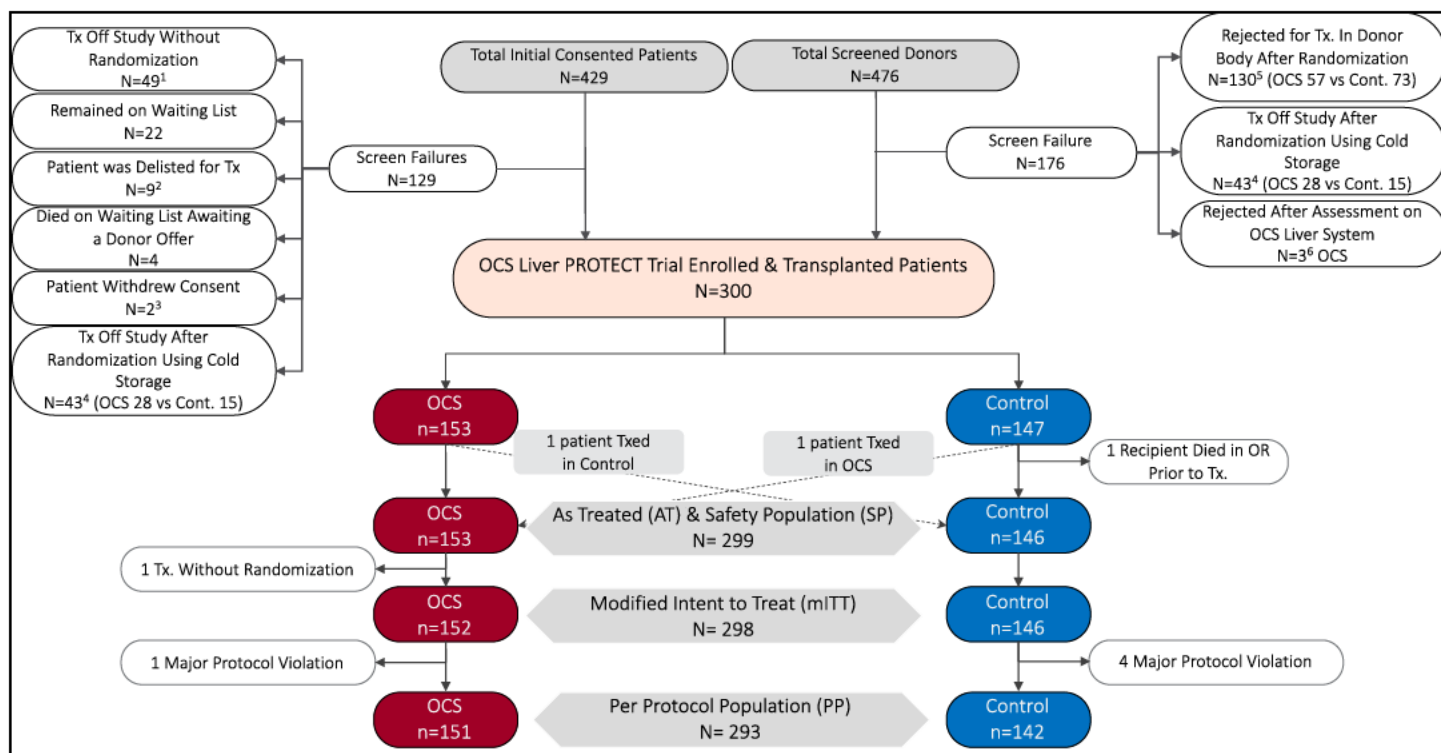 Tx Off Study Without
Randomization
N=49¹
Remained on Waiting List
N=22
Patient was Delisted for Tx
N=9²
Died on Waiting List Awaiting
a Donor Offer
N=4
Patient Withdrew Consent
N=2³
Tx Off Study After
Randomization Using Cold
Storage
N=43⁴ (OCS 28 vs Cont. 15)
Screen Failures
N=129
Total Initial Consented Patients
N=429
Total Screened Donors
N=476
Screen Failure
N=176
Rejected for Tx. In Donor
Body After Randomization
N=130⁵ (OCS 57 vs Cont. 73)
Tx Off Study After
Randomization Using Cold
Storage
N=43⁴ (OCS 28 vs Cont. 15)
Rejected After Assessment on
OCS Liver System
N=3⁶ OCS
OCS Liver PROTECT Trial Enrolled & Transplanted Patients
N=300
OCS
n=153
Control
n=147
1 patient Txed
in Control
1 patient Txed
in OCS
1 Recipient Died in OR
Prior to Tx.
OCS
n=153
As Treated (AT) & Safety Population (SP)
N= 299
Control
n=146
1 Tx. Without Randomization
OCS
n=152
Modified Intent to Treat (mITT)
N= 298
Control
n=146
1 Major Protocol Violation
4 Major Protocol Violation
OCS
n=151
Per Protocol Population (PP)
N= 293
Control
n=142